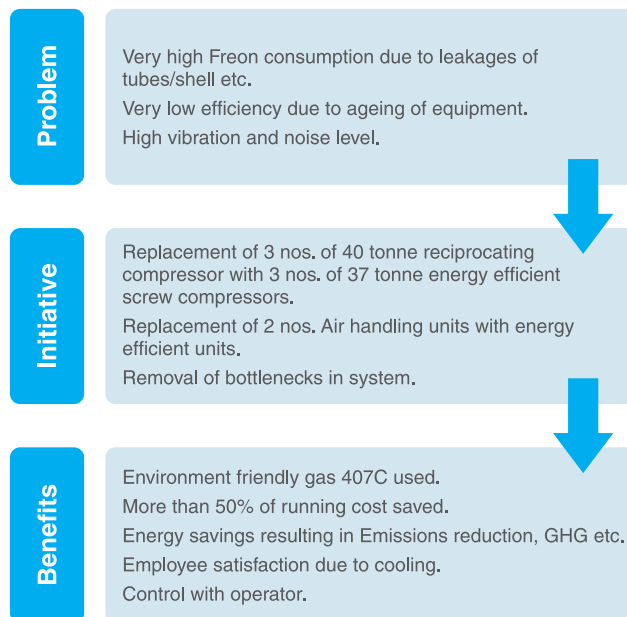 Problem
Very high Freon consumption due to leakages of
tubes/shell etc.
Very low efficiency due to ageing of equipment.
High vibration and noise level.
Initiative
Replacement of 3 nos. of 40 tonne reciprocating
compressor with 3 nos. of 37 tonne energy efficient
screw compressors.
Replacement of 2 nos. Air handling units with energy
efficient units.
Removal of bottlenecks in system.
Benefits
Environment friendly gas 407C used.
More than 50% of running cost saved.
Energy savings resulting in Emissions reduction, GHG etc.
Employee satisfaction due to cooling.
Control with operator.